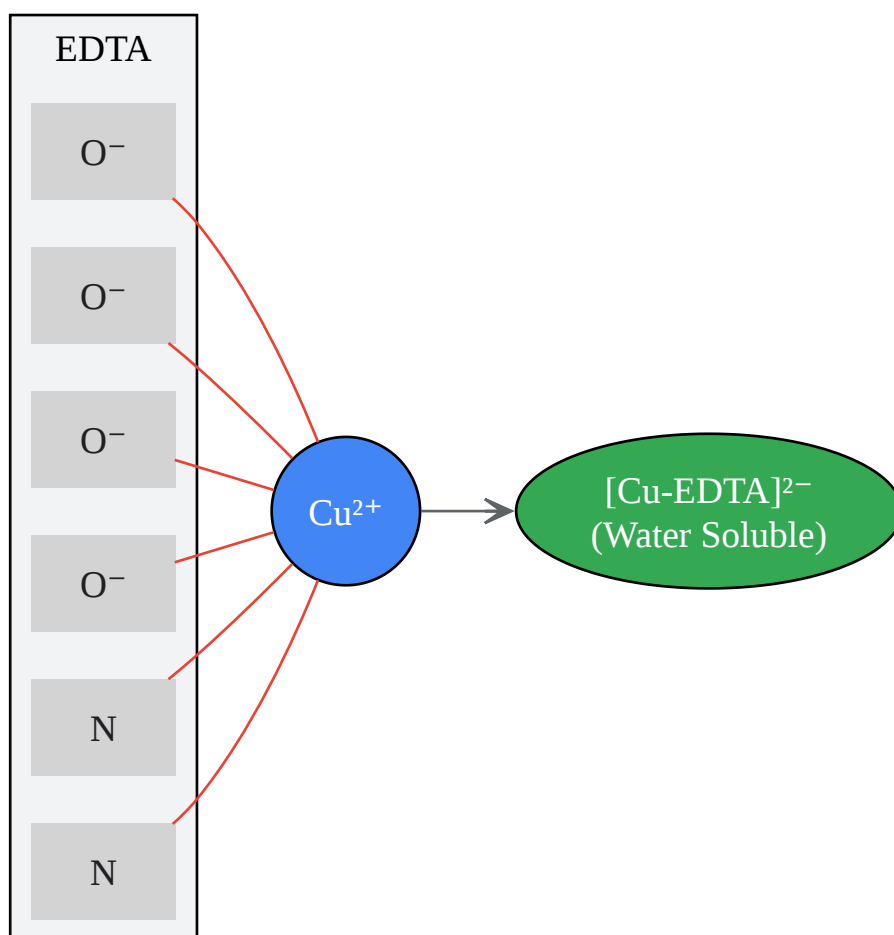 EDTA
O⁻
O⁻
O⁻
O⁻
N
N
Cu²⁺
[Cu-EDTA]²⁻
(Water Soluble)